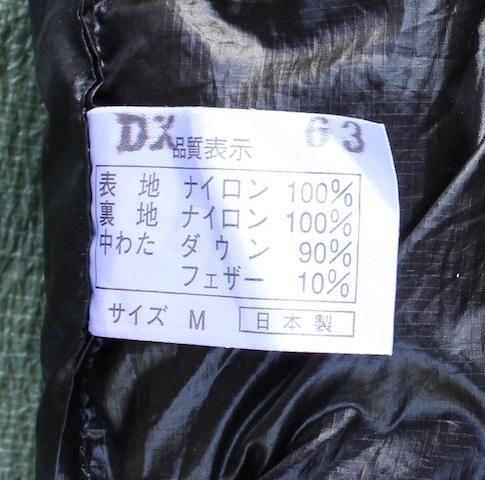 DX 品質表示 63
表地 ナイロン 100%
裏地 ナイロン 100%
中わた ダウン 90%
フェザー 10%
サイズ M 日本製